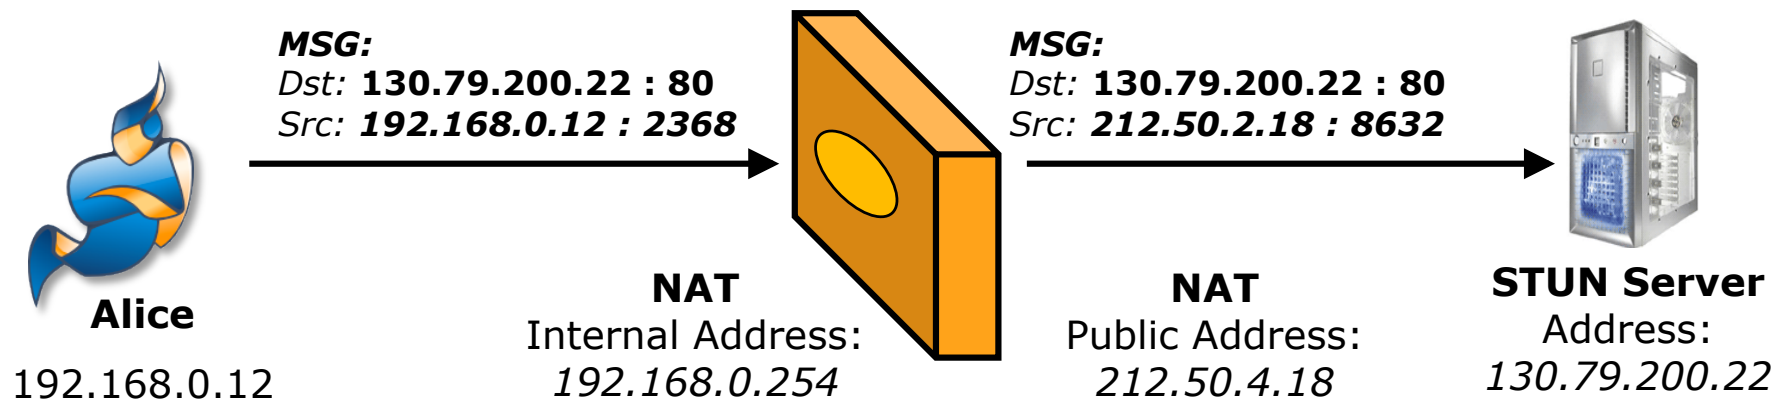 MSG:
Dst: 130.79.200.22 : 80
Src: 192.168.0.12 : 2368
MSG:
Dst: 130.79.200.22 : 80
Src: 212.50.2.18 : 8632
Alice
192.168.0.12
NAT
Internal Address:
192.168.0.254
NAT
Public Address:
212.50.4.18
STUN Server
Address:
130.79.200.22